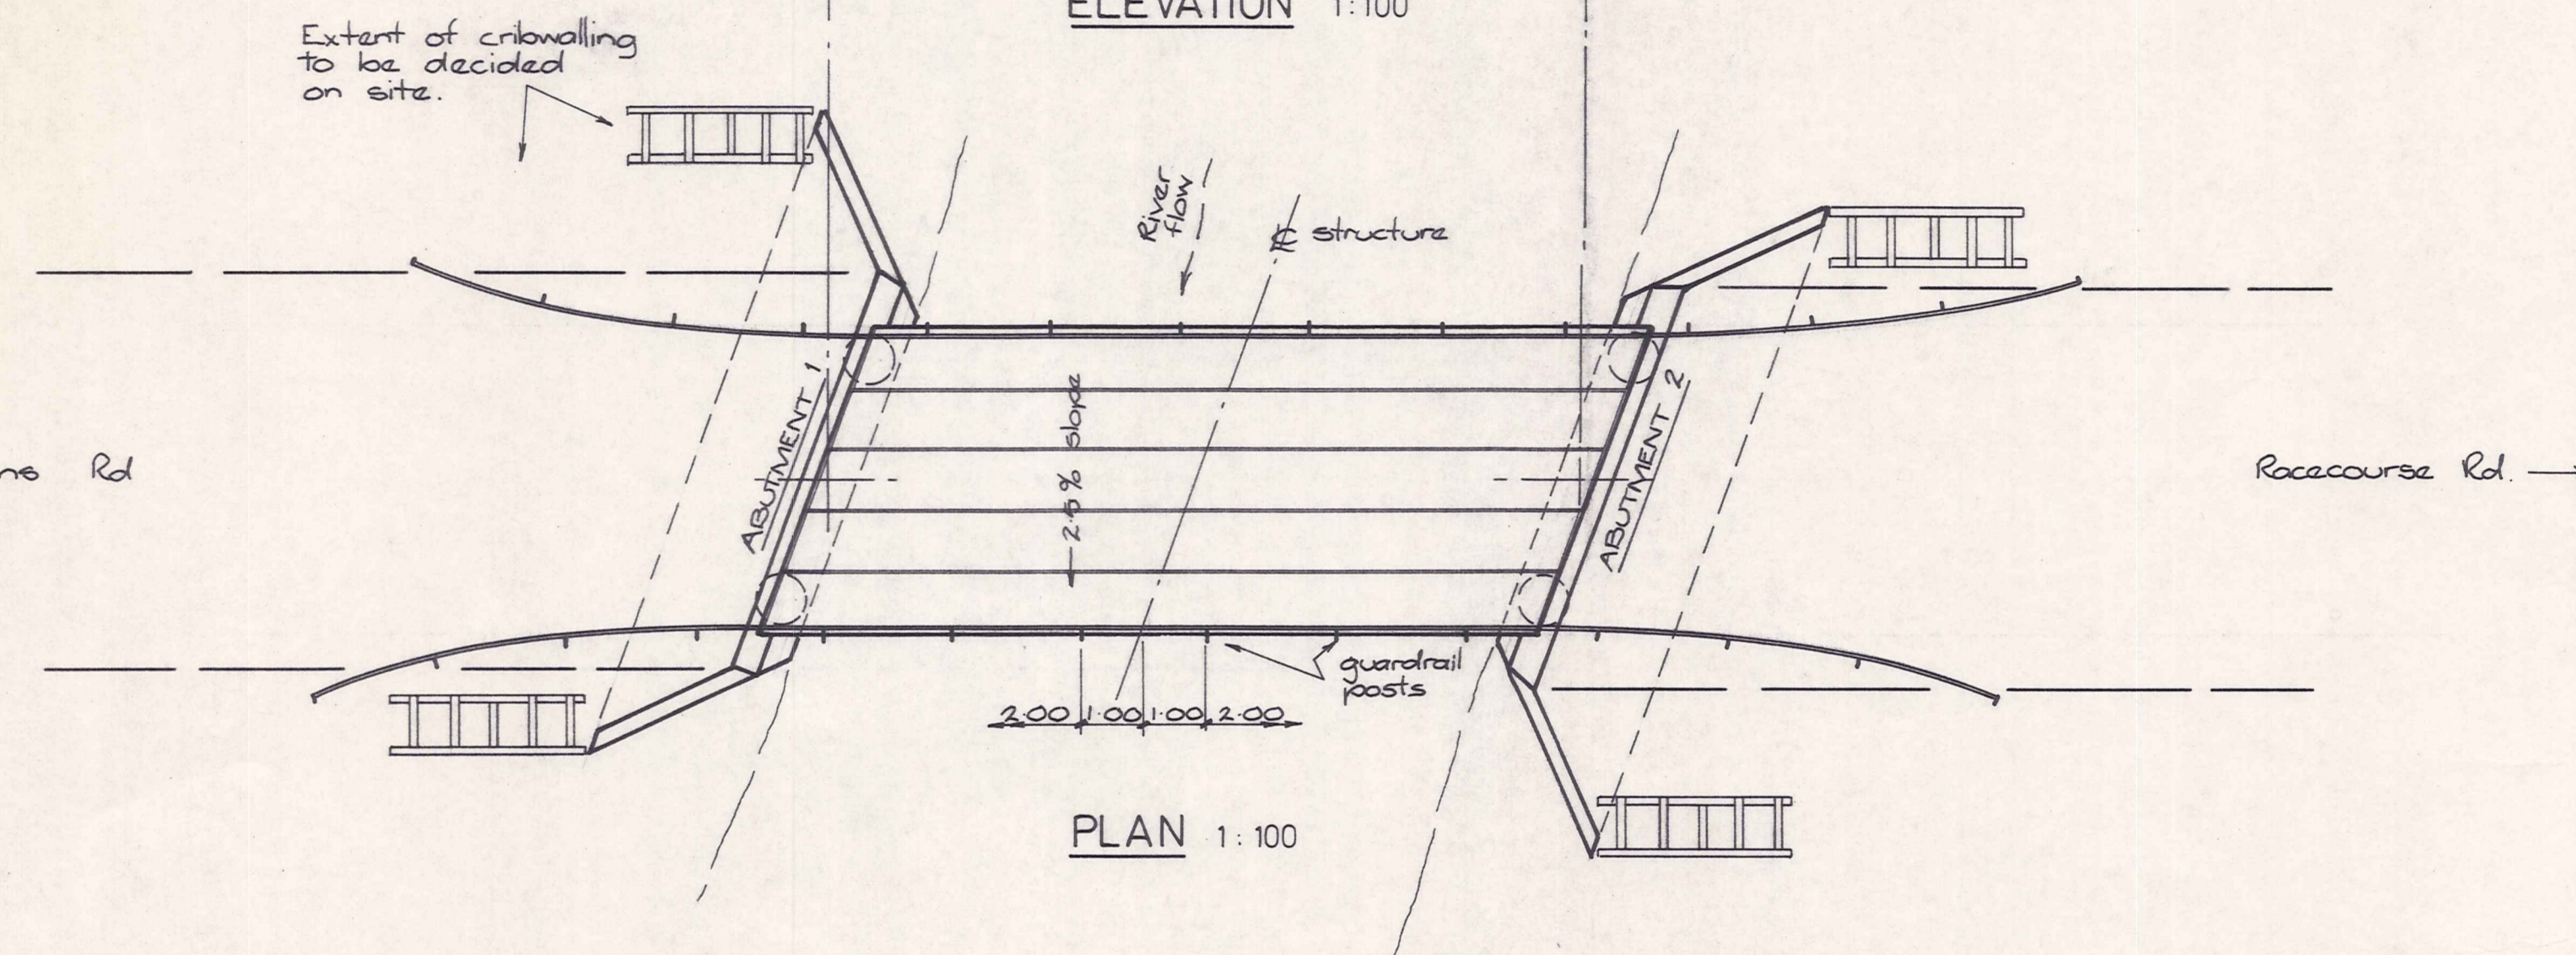 ELEVATION 1:100
Extent of cribwalling
to be decided
on site.
River
flow
℄ structure
ABUTMENT 1
2.5% slope
ABUTMENT 2
ns Rd
Racecourse Rd.
guardrail
posts
2.00 1.00 1.00 2.00
PLAN 1:100